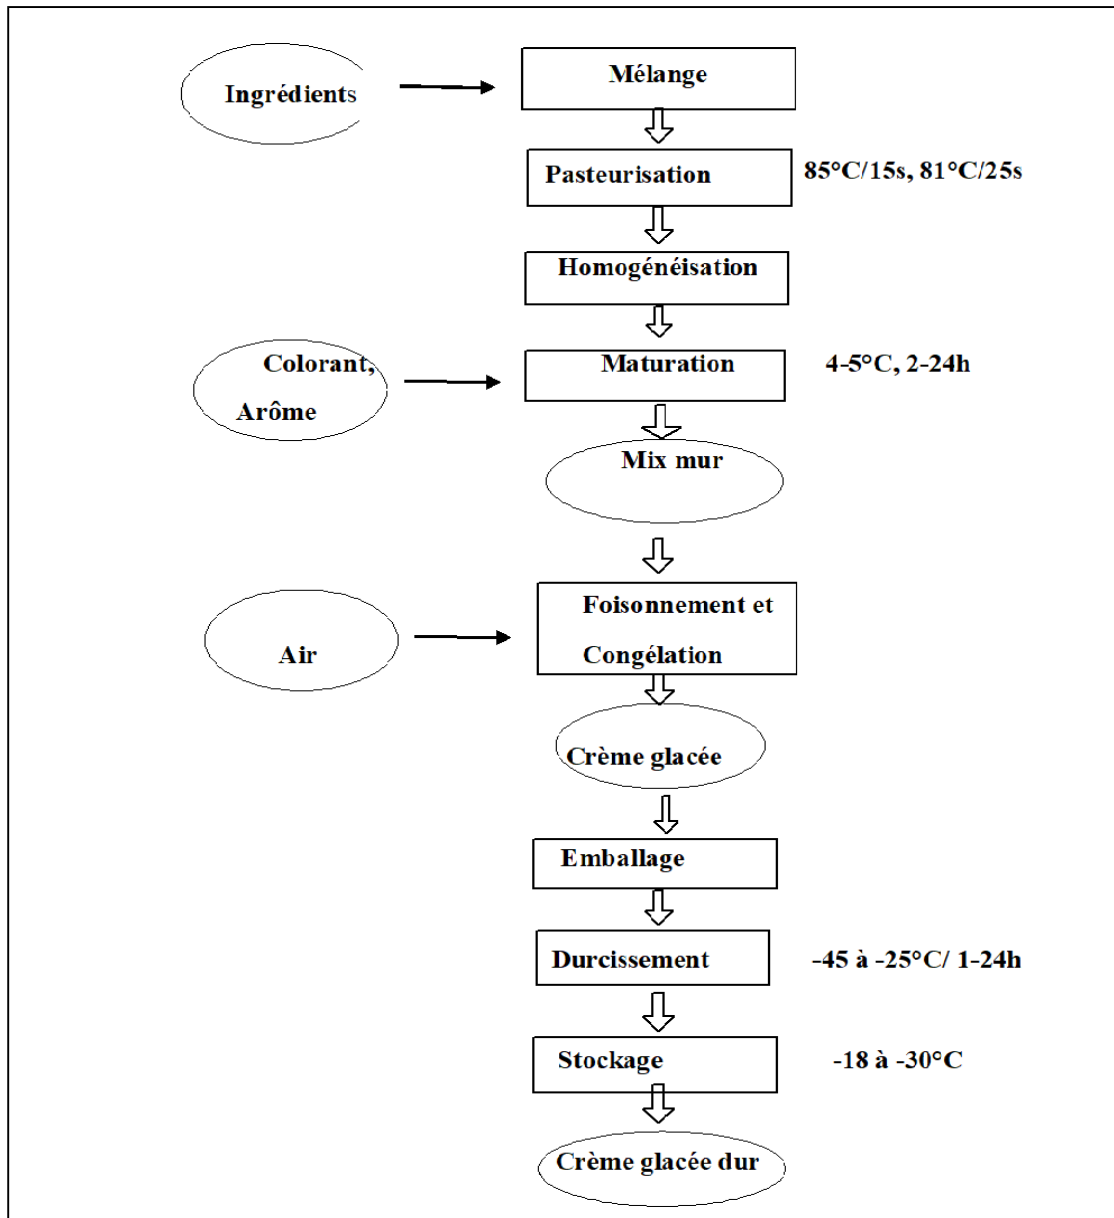 Ingrédients
Mélange
Pasteurisation
85°C/15s, 81°C/25s
Homogénéisation
Colorant,
Arôme
Maturation
4-5°C, 2-24h
Mix mur
Air
Foisonnement et
Congélation
Crème glacée
Emballage
Durcissement
-45 à -25°C/ 1-24h
Stockage
-18 à -30°C
Crème glacée dur